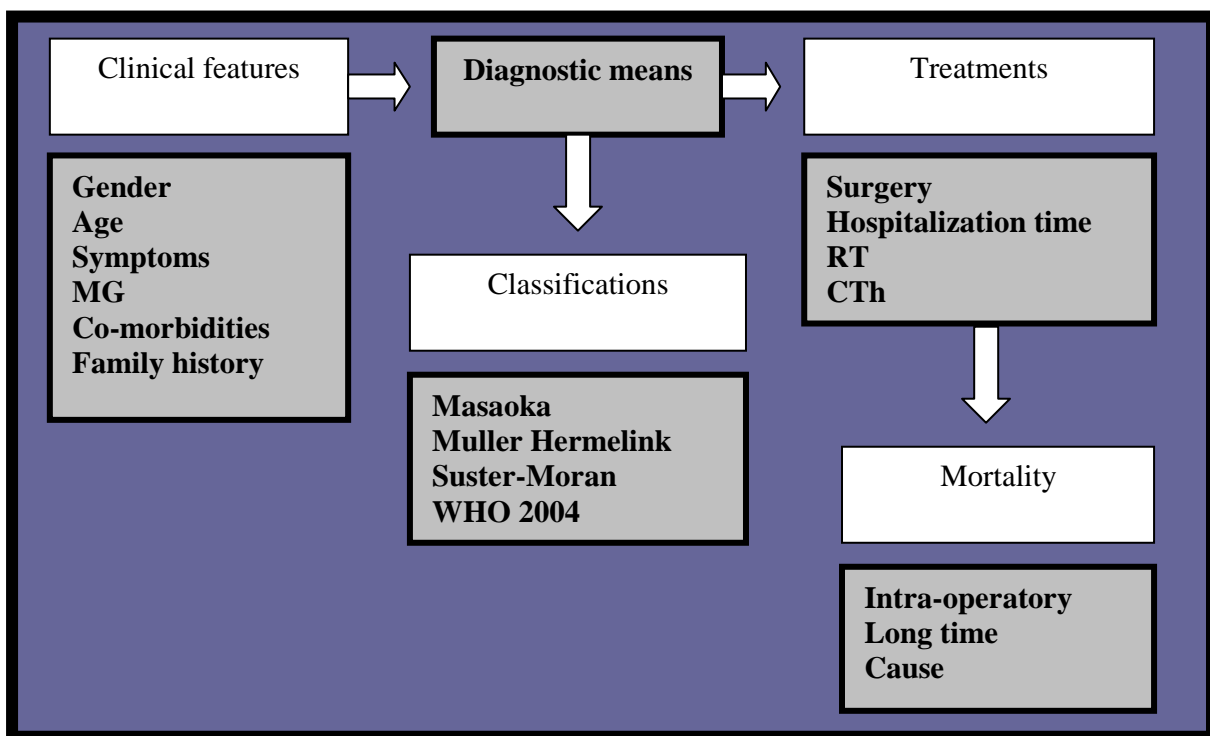 Clinical features
Diagnostic means
Treatments
Gender
Age
Symptoms
MG
Co-morbidities
Family history
Classifications
Masaoka
Muller Hermelink
Suster-Moran
WHO 2004
Surgery
Hospitalization time
RT
CTh
Mortality
Intra-operatory
Long time
Cause